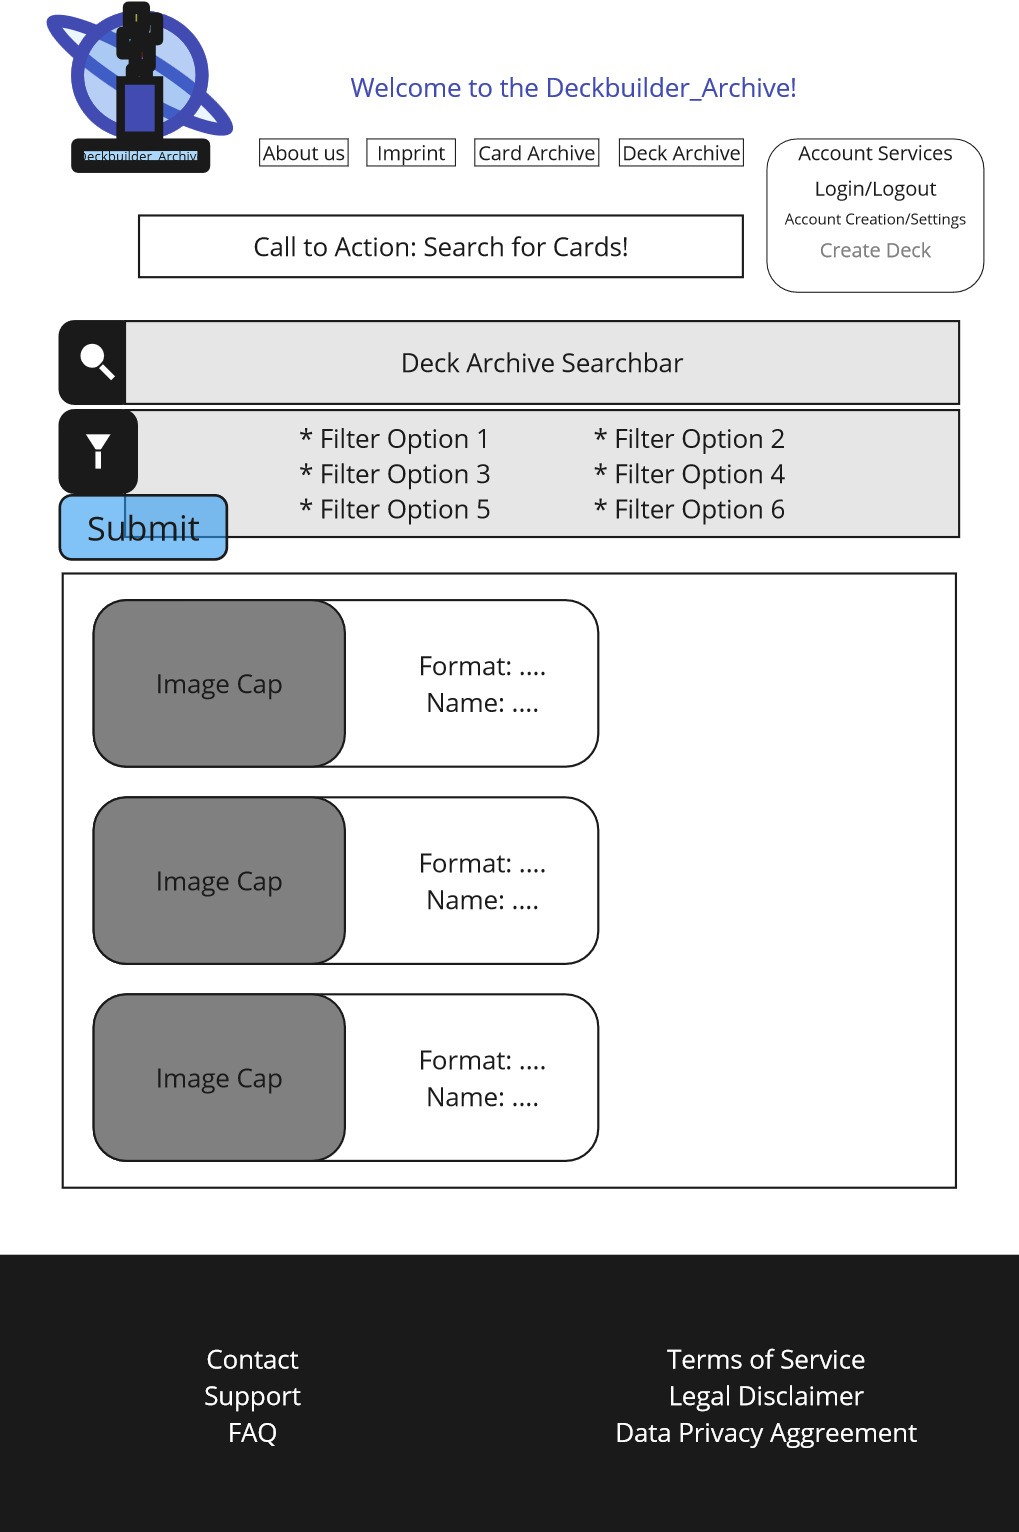 Welcome to the Deckbuilder_Archive!
Deckbuilder_Archiv
About us Imprint Card Archive Deck Archive
Account Services
Login/Logout
Account Creation/Settings
Create Deck
Call to Action: Search for Cards!
Deck Archive Searchbar
* Filter Option 1 * Filter Option 2
* Filter Option 3 * Filter Option 4
* Filter Option 5 * Filter Option 6
Submit
Image Cap
Format: ....
Name: ....
Image Cap
Format: ....
Name: ....
Image Cap
Format: ....
Name: ....
Contact
Support
FAQ
Terms of Service
Legal Disclaimer
Data Privacy Aggreement